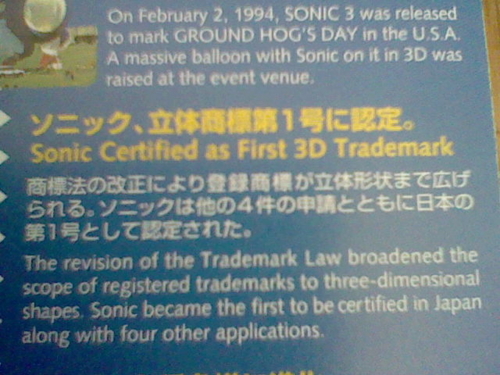 On February 2, 1994, SONIC 3 was released
to mark GROUND HOG'S DAY in the U.S.A.
A massive balloon with Sonic on it in 3D was
raised at the event venue.
ソニック、立体商標第1号に認定。
Sonic Certified as First 3D Trademark
商標法の改正により登録商標が立体形状まで広げ
られる。ソニックは他の4件の申請とともに日本の
第1号として認定された。
The revision of the Trademark Law broadened the
scope of registered trademarks to three-dimensional
shapes. Sonic became the first to be certified in Japan
along with four other applications.